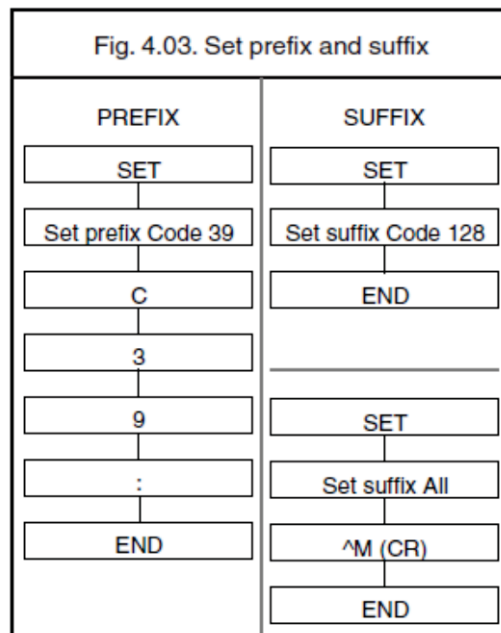 Fig. 4.03. Set prefix and suffix
PREFIX
SET
Set prefix Code 39
C
3
9
:
END
SUFFIX
SET
Set suffix Code 128
END
SET
Set suffix All
^M (CR)
END